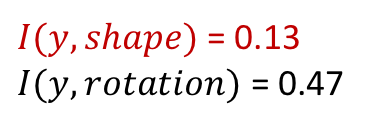 I(y, shape) = 0.13
I(y, rotation) = 0.47